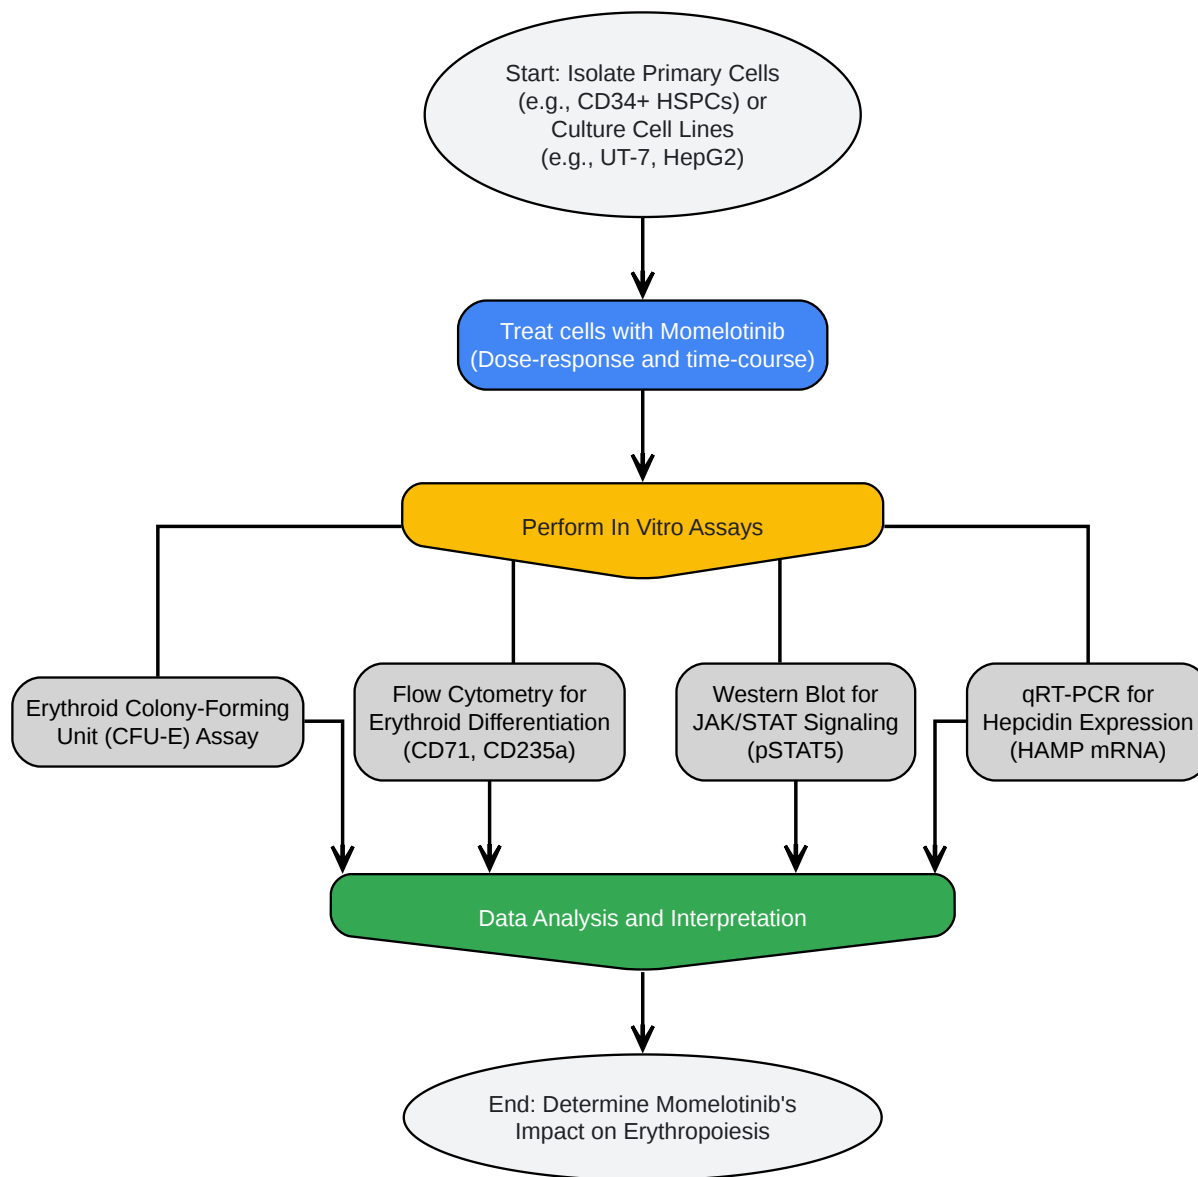 Start: Isolate Primary Cells
(e.g., CD34+ HSPCs) or
Culture Cell Lines
(e.g., UT-7, HepG2)
Treat cells with Momelotinib
(Dose-response and time-course)
Perform In Vitro Assays
Erythroid Colony-Forming
Unit (CFU-E) Assay
Flow Cytometry for
Erythroid Differentiation
(CD71, CD235a)
Western Blot for
JAK/STAT Signaling
(pSTAT5)
qRT-PCR for
Hepcidin Expression
(HAMP mRNA)
Data Analysis and Interpretation
End: Determine Momelotinib's
Impact on Erythropoiesis